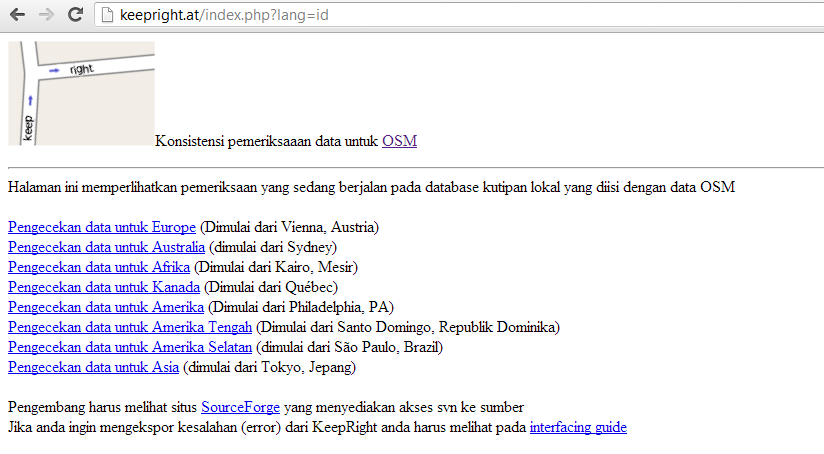 keepright.at/index.php?lang=id
right
keep
Konsistensi pemeriksaaan data untuk OSM
Halaman ini memperlihatkan pemeriksaan yang sedang berjalan pada database kutipan lokal yang diisi dengan data OSM
Pengecekan data untuk Europe (Dimulai dari Vienna, Austria)
Pengecekan data untuk Australia (dimulai dari Sydney)
Pengecekan data untuk Afrika (Dimulai dari Kairo, Mesir)
Pengecekan data untuk Kanada (Dimulai dari Québec)
Pengecekan data untuk Amerika (Dimulai dari Philadelphia, PA)
Pengecekan data untuk Amerika Tengah (Dimulai dari Santo Domingo, Republik Dominika)
Pengecekan data untuk Amerika Selatan (dimulai dari São Paulo, Brazil)
Pengecekan data untuk Asia (dimulai dari Tokyo, Jepang)
Pengembang harus melihat situs SourceForge yang menyediakan akses svn ke sumber
Jika anda ingin mengekspor kesalahan (error) dari KeepRight anda harus melihat pada interfacing guide